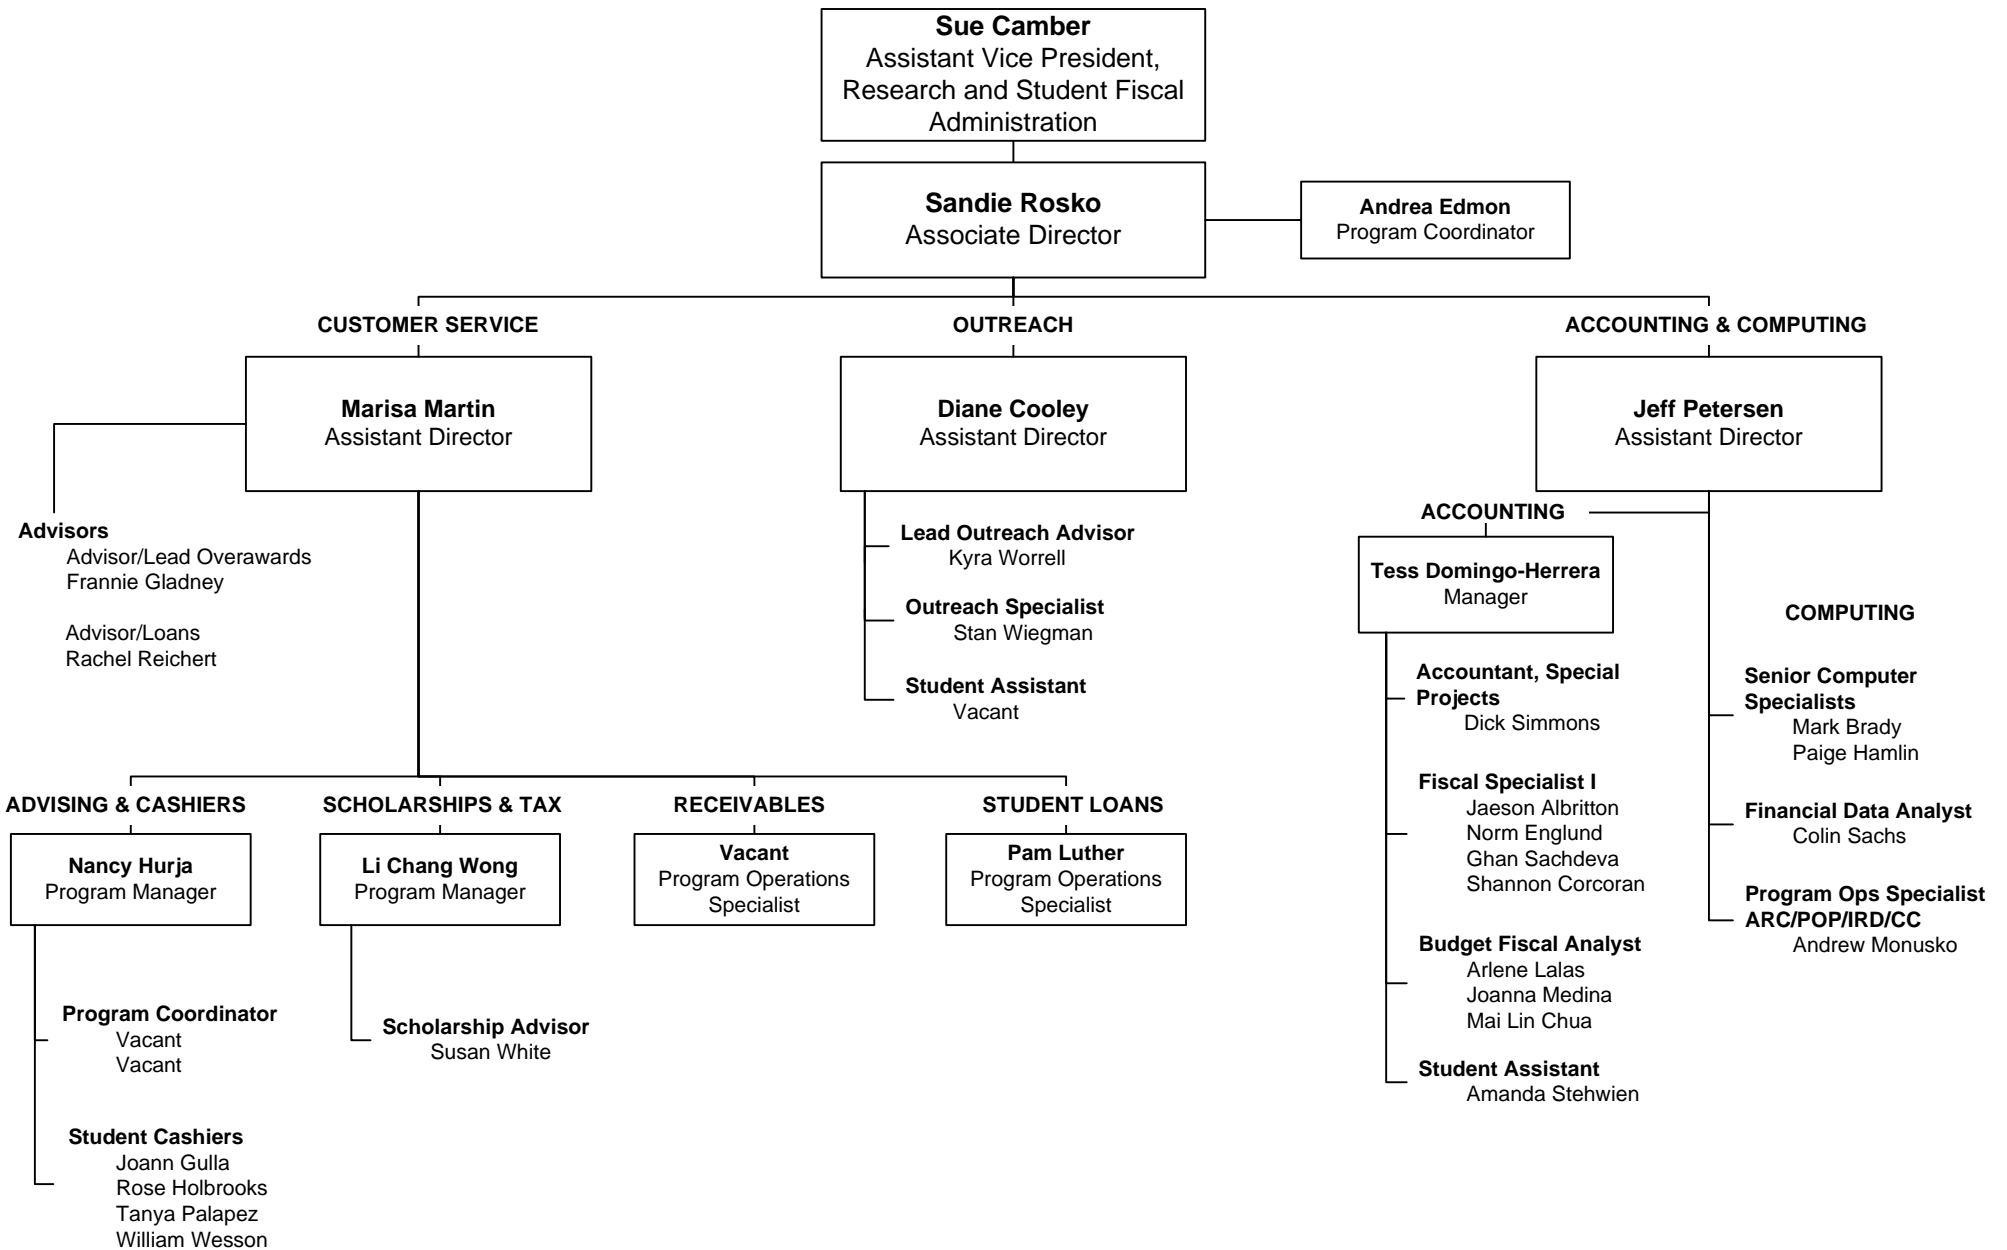 Sue Camber
Assistant Vice President,
Research and Student Fiscal
Administration
Sandie Rosko
Associate Director
Andrea Edmon
Program Coordinator
CUSTOMER SERVICE
OUTREACH
ACCOUNTING & COMPUTING
Marisa Martin
Assistant Director
Diane Cooley
Assistant Director
Jeff Petersen
Assistant Director
Advisors
Advisor/Lead Overawards
Frannie Gladney
Advisor/Loans
Rachel Reichert
Lead Outreach Advisor
Kyra Worrell
Outreach Specialist
Stan Wiegman
Student Assistant
Vacant
ACCOUNTING
Tess Domingo-Herrera
Manager
Accountant, Special
Projects
Dick Simmons
Fiscal Specialist I
Jaeson Albritton
Norm Englund
Ghan Sachdeva
Shannon Corcoran
Budget Fiscal Analyst
Arlene Lalas
Joanna Medina
Mai Lin Chua
Student Assistant
Amanda Stehwien
COMPUTING
Senior Computer
Specialists
Mark Brady
Paige Hamlin
Financial Data Analyst
Colin Sachs
Program Ops Specialist
ARC/POP/IRD/CC
Andrew Monusko
ADVISING & CASHIERS
SCHOLARSHIPS & TAX
RECEIVABLES
STUDENT LOANS
Nancy Hurja
Program Manager
Li Chang Wong
Program Manager
Vacant
Program Operations
Specialist
Pam Luther
Program Operations
Specialist
Program Coordinator
Vacant
Vacant
Student Cashiers
Joann Gulla
Rose Holbrooks
Tanya Palapez
William Wesson
Scholarship Advisor
Susan White